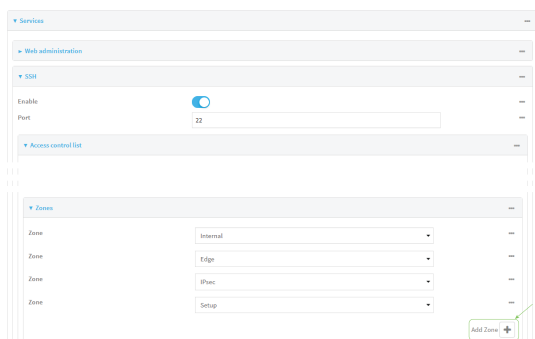 Services
Web administration
SSH
Enable
Port 22
Access control list
Zones
Zone Internal
Zone Edge
Zone IPsec
Zone Setup
Add Zone